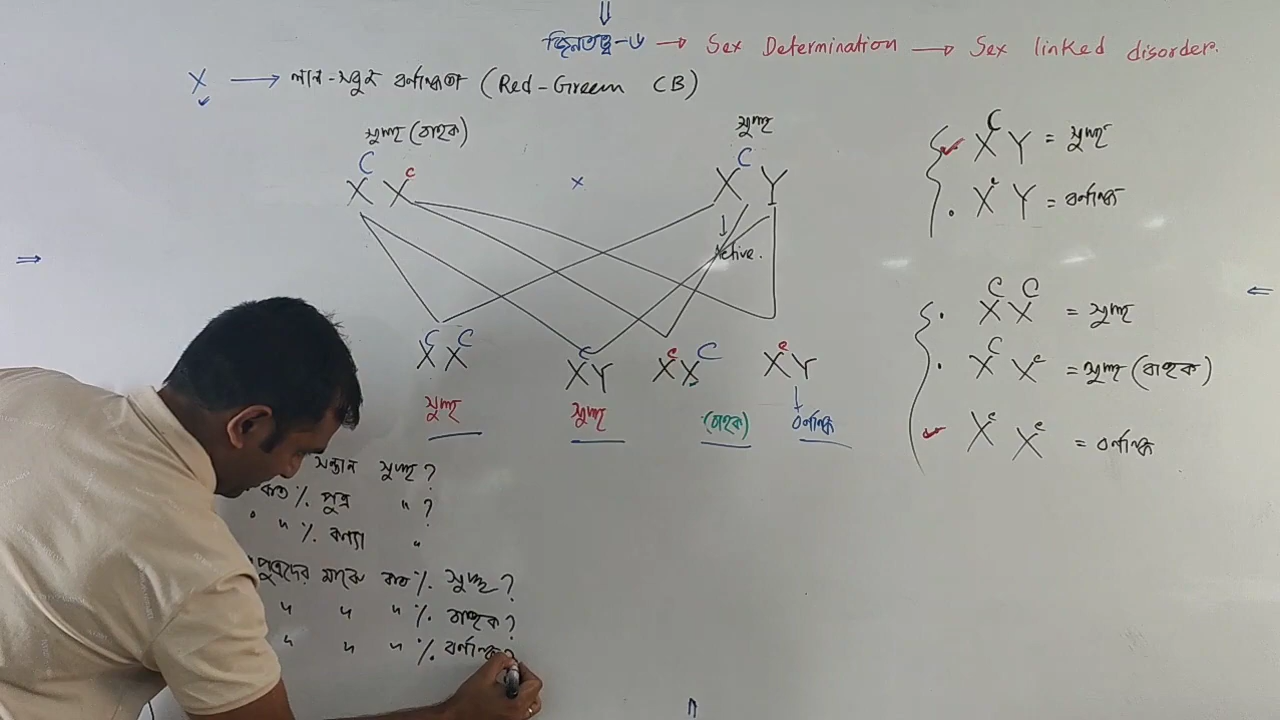 জিনতত্ত্ব-৬ → Sex Determination → Sex linked disorder.
X → লাল-সবুজ বর্ণান্ধতা (Red-Green CB)
সুস্থ (বাহক) সুস্থ
X^C X^c × X^C Y
Active.
X^C X^C X^C Y X^c X^C X^c Y
সুস্থ সুস্থ (বাহক) বর্ণান্ধ
সন্তান সুস্থ?
কত % পুত্র " ?
" % কন্যা "
পুত্রদের মাঝে কত % সুস্থ?
" " " % বাহক?
" " " % বর্ণান্ধ?
X^C Y = সুস্থ
X^c Y = বর্ণান্ধ
X^C X^C = সুস্থ
X^C X^c = সুস্থ (বাহক)
X^c X^c = বর্ণান্ধ